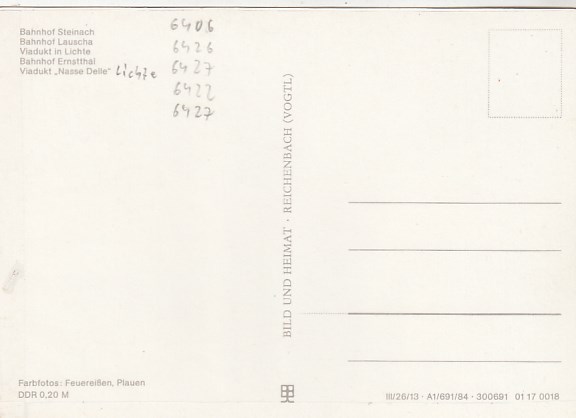 Bahnhof Steinach 6406
Bahnhof Lauscha 6426
Viadukt in Lichte 6427
Bahnhof Ernstthal 6422
Viadukt „Nasse Delle" Lichte 6427
BILD UND HEIMAT · REICHENBACH (VOGTL)
Farbfotos: Feuereißen, Plauen
DDR 0,20 M
III/26/13 · A1/691/84 · 300691 01 17 0018